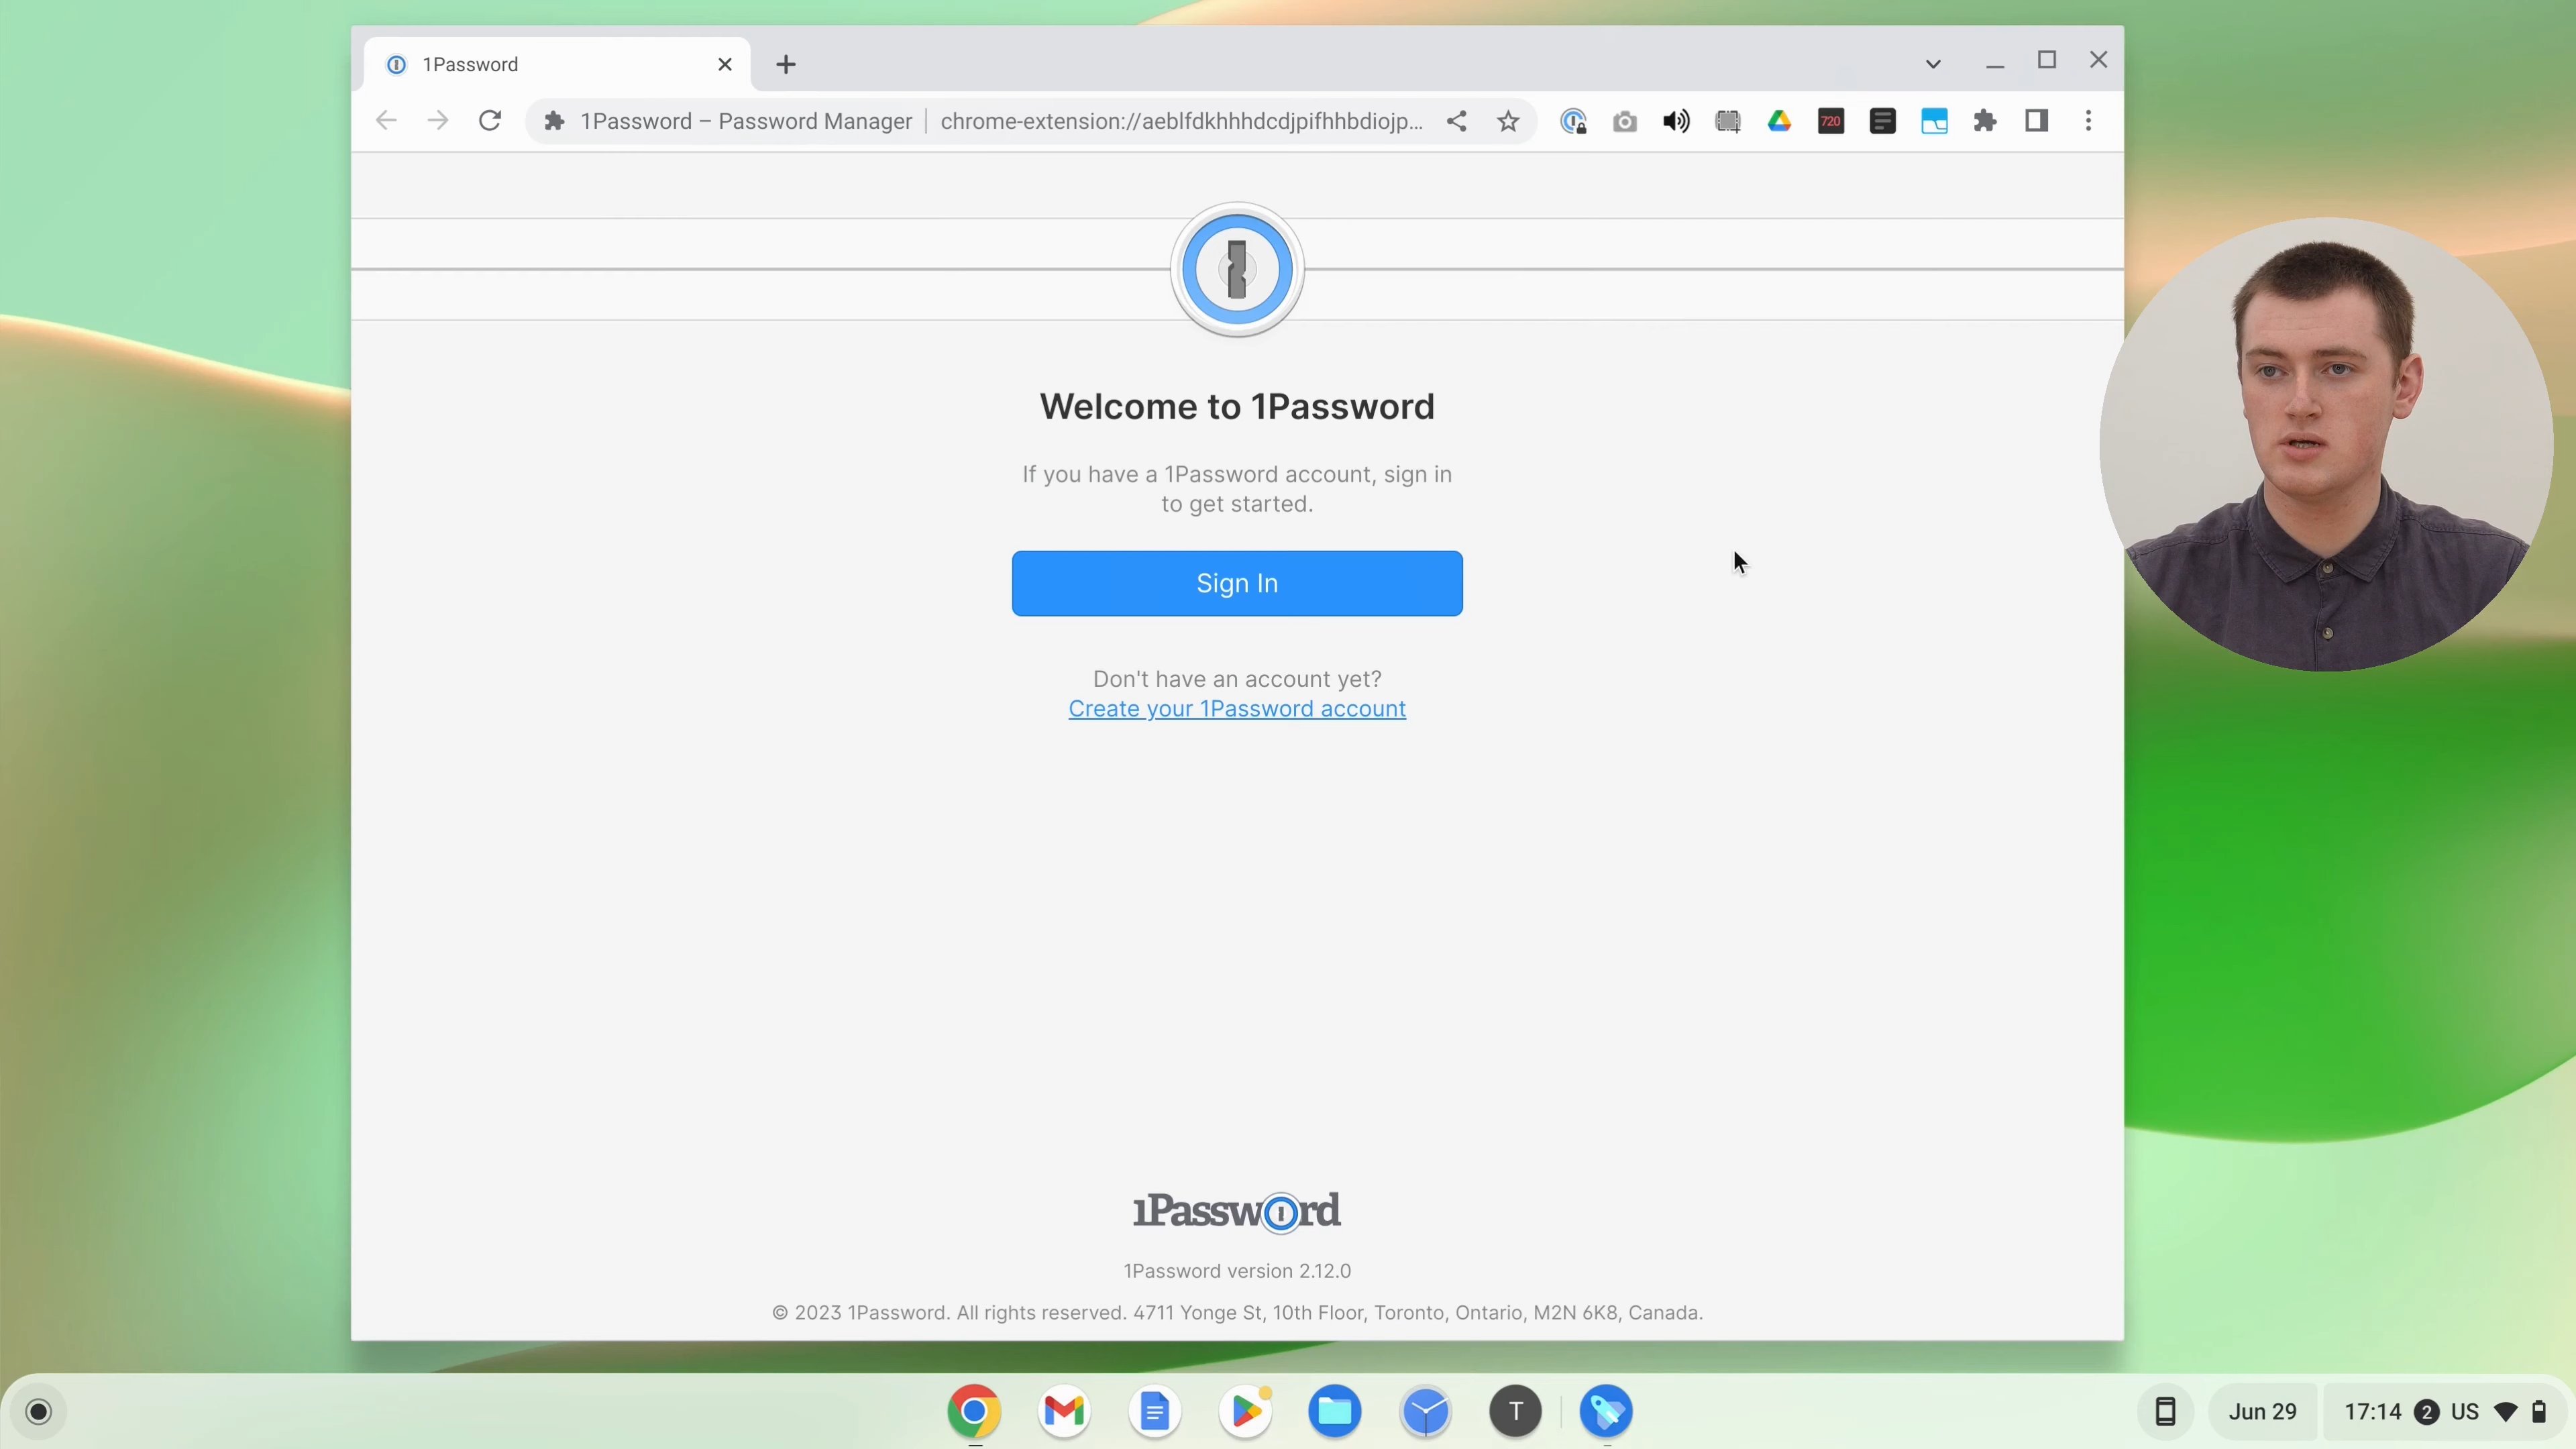 1Password
1Password – Password Manager
chrome-extension://aeblfdkhhhdcdjpifhhbdiojp...
720
Welcome to 1Password
If you have a 1Password account, sign in
to get started.
Sign In
Don't have an account yet?
Create your 1Password account
1Password
1Password version 2.12.0
© 2023 1Password. All rights reserved. 4711 Yonge St, 10th Floor, Toronto, Ontario, M2N 6K8, Canada.
T
Jun 29
17:14 2 US